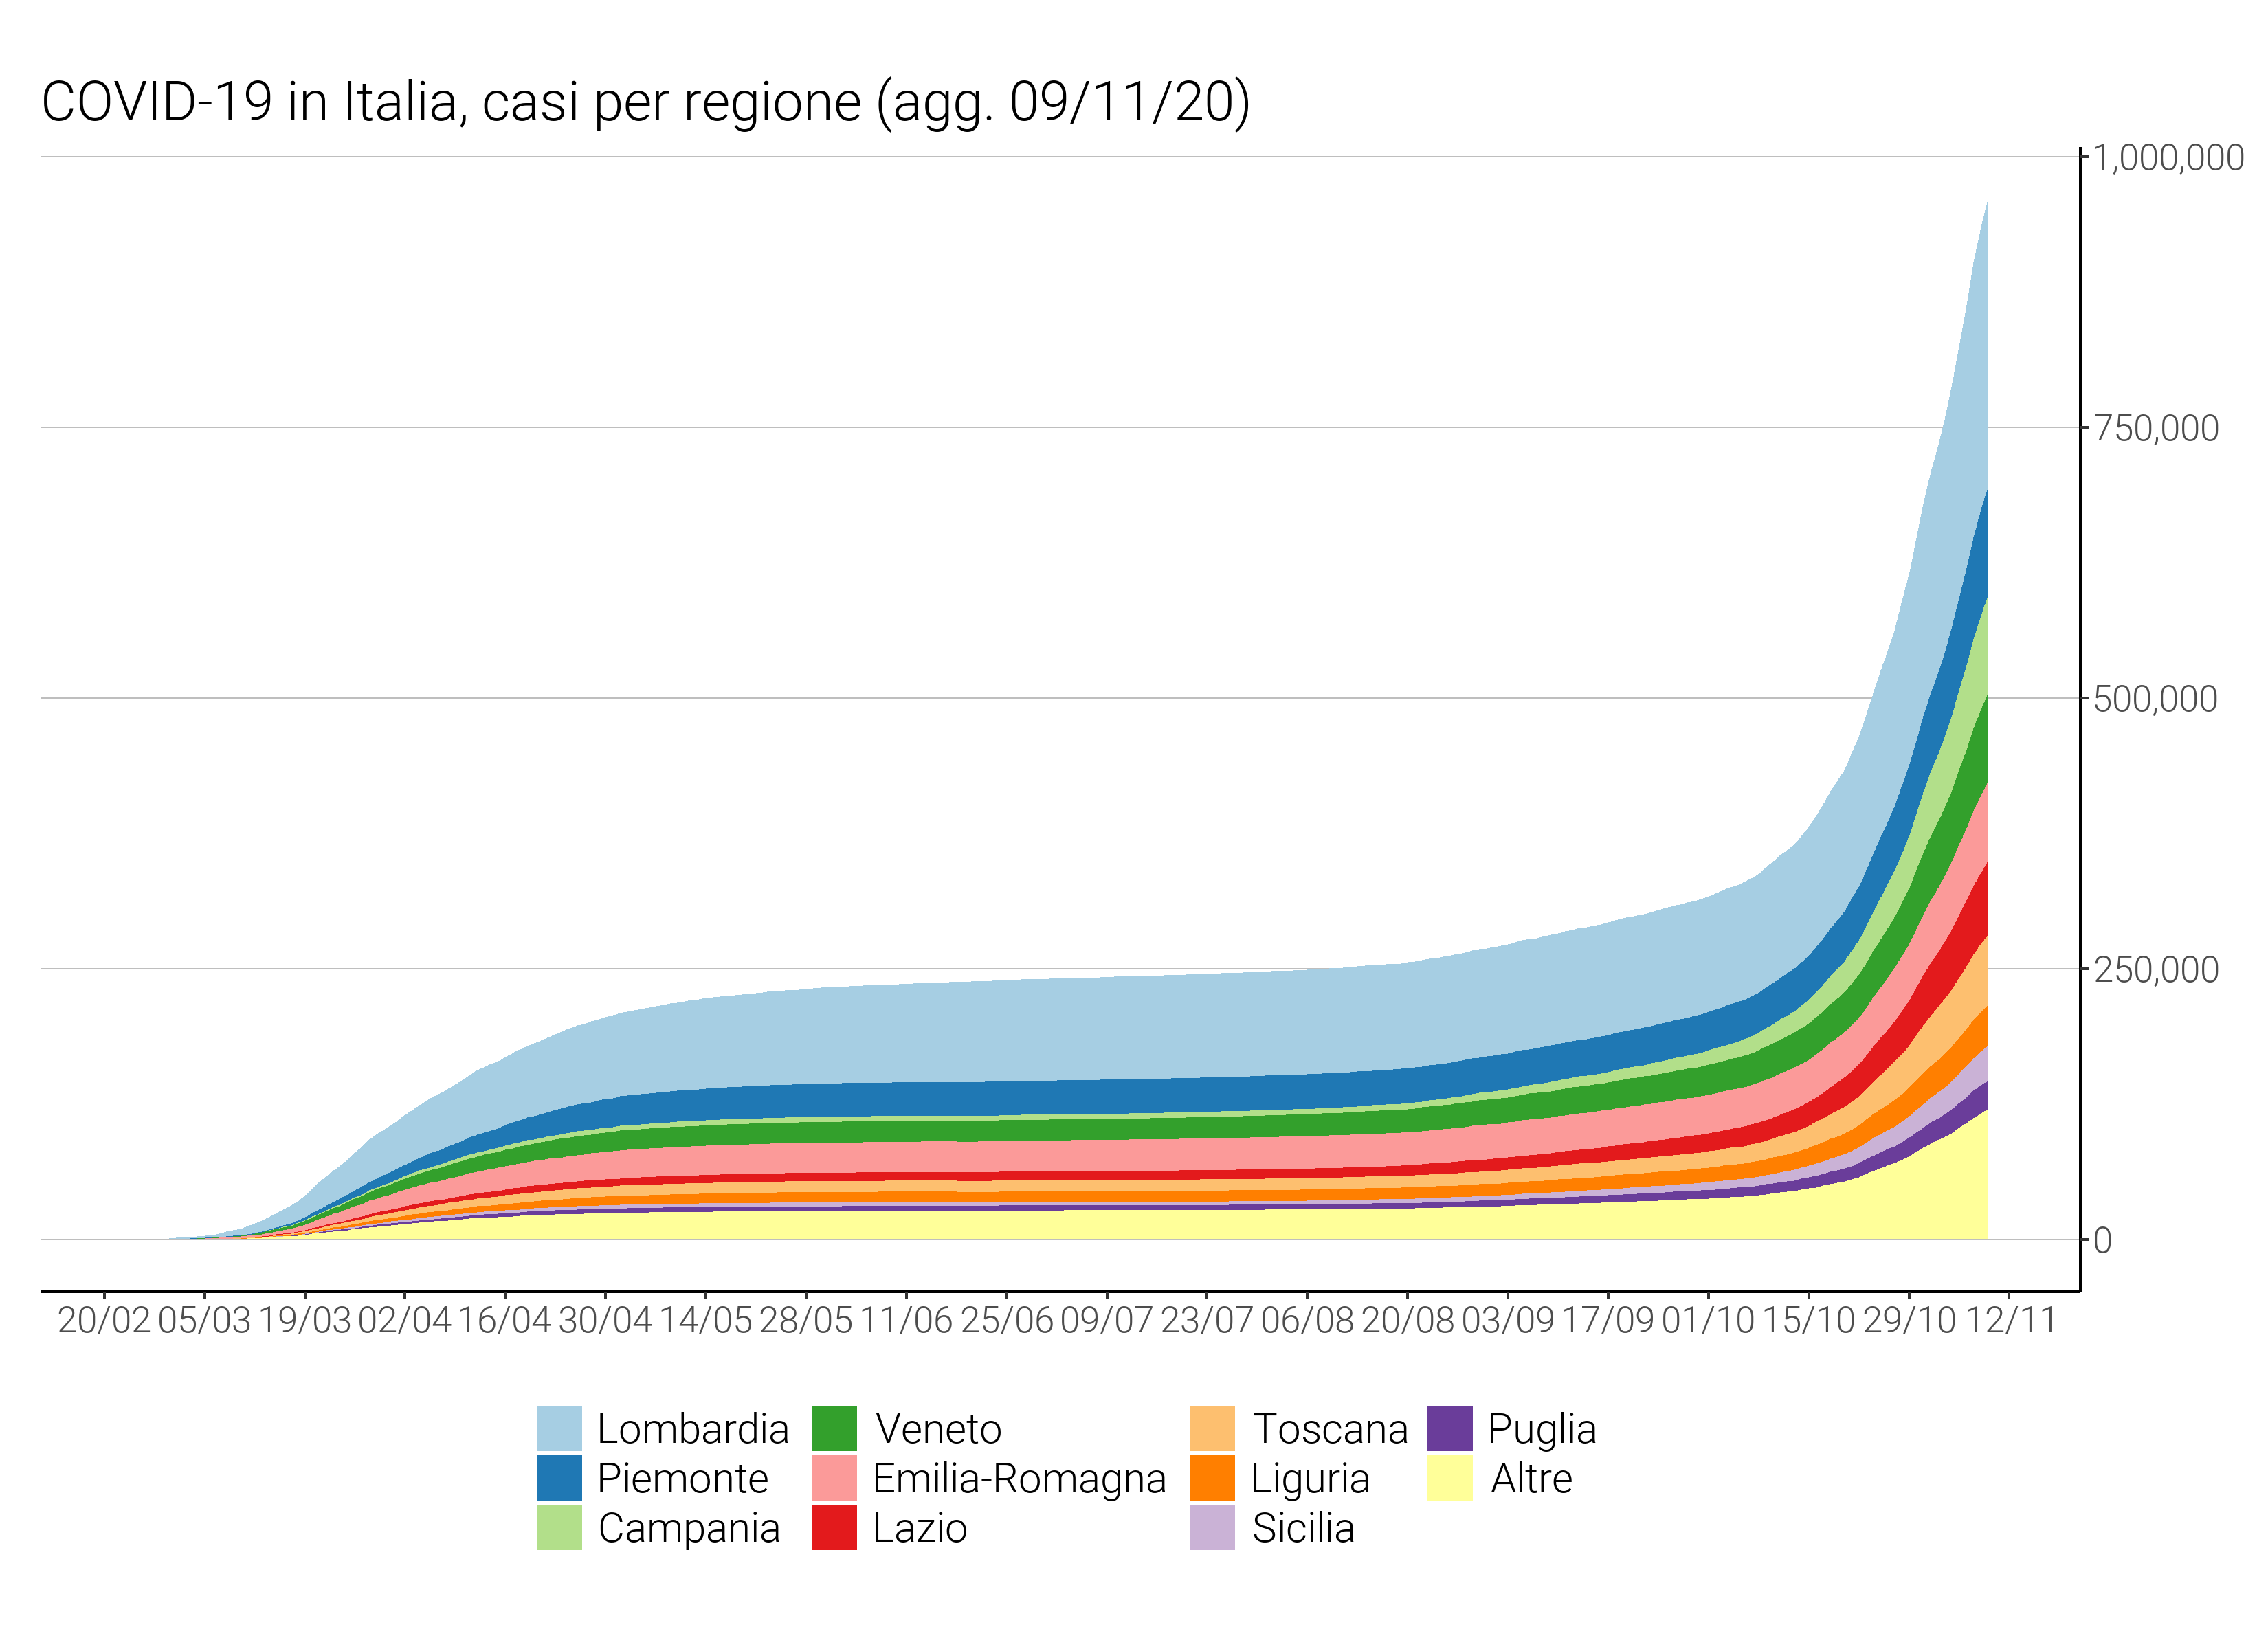 COVID-19 in Italia, casi per regione (agg. 09/11/20)
1,000,000
750,000
500,000
250,000
0
20/02 05/03 19/03 02/04 16/04 30/04 14/05 28/05 11/06 25/06 09/07 23/07 06/08 20/08 03/09 17/09 01/10 15/10 29/10 12/11
Lombardia Veneto Toscana Puglia
Piemonte Emilia-Romagna Liguria Altre
Campania Lazio Sicilia